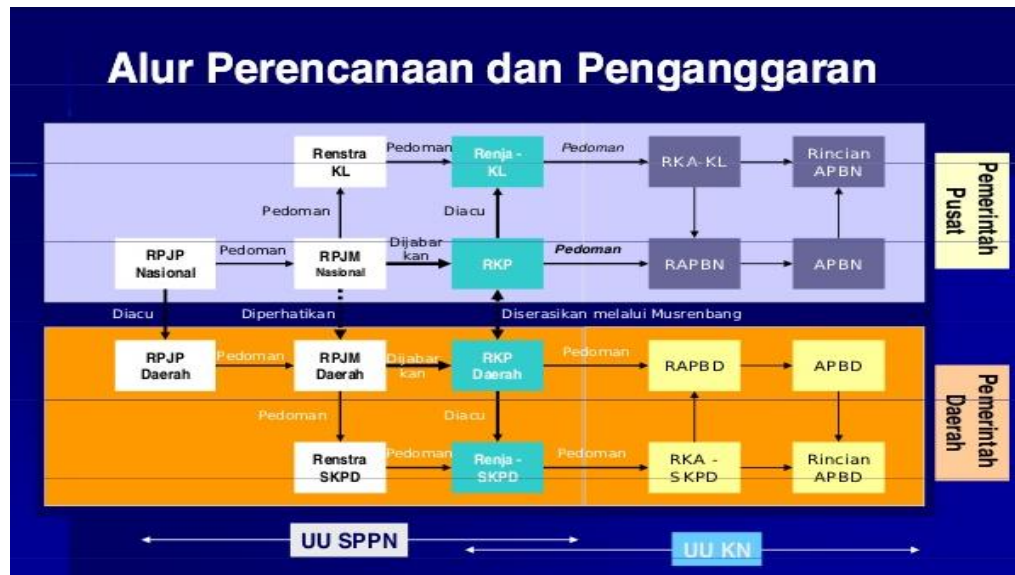 Alur Perencanaan dan Penganggaran
Renstra
KL
Pedoman
Renja -
KL
Pedoman
RKA-KL
Rincian
APBN
Pemerintah
Pusat
Pedoman
Diacu
RPJP
Nasional
Pedoman
RPJM
Nasional
Dijabar
kan
RKP
Pedoman
RAPBN
APBN
Diacu
Diperhatikan
Diserasikan melalui Musrenbang
RPJP
Daerah
Pedoman
RPJM
Daerah
Dijabar
kan
RKP
Daerah
Pedoman
RAPBD
APBD
Pemerintah
Daerah
Pedoman
Diacu
Renstra
SKPD
Pedoman
Renja -
SKPD
Pedoman
RKA -
SKPD
Rincian
APBD
UU SPPN
UU KN